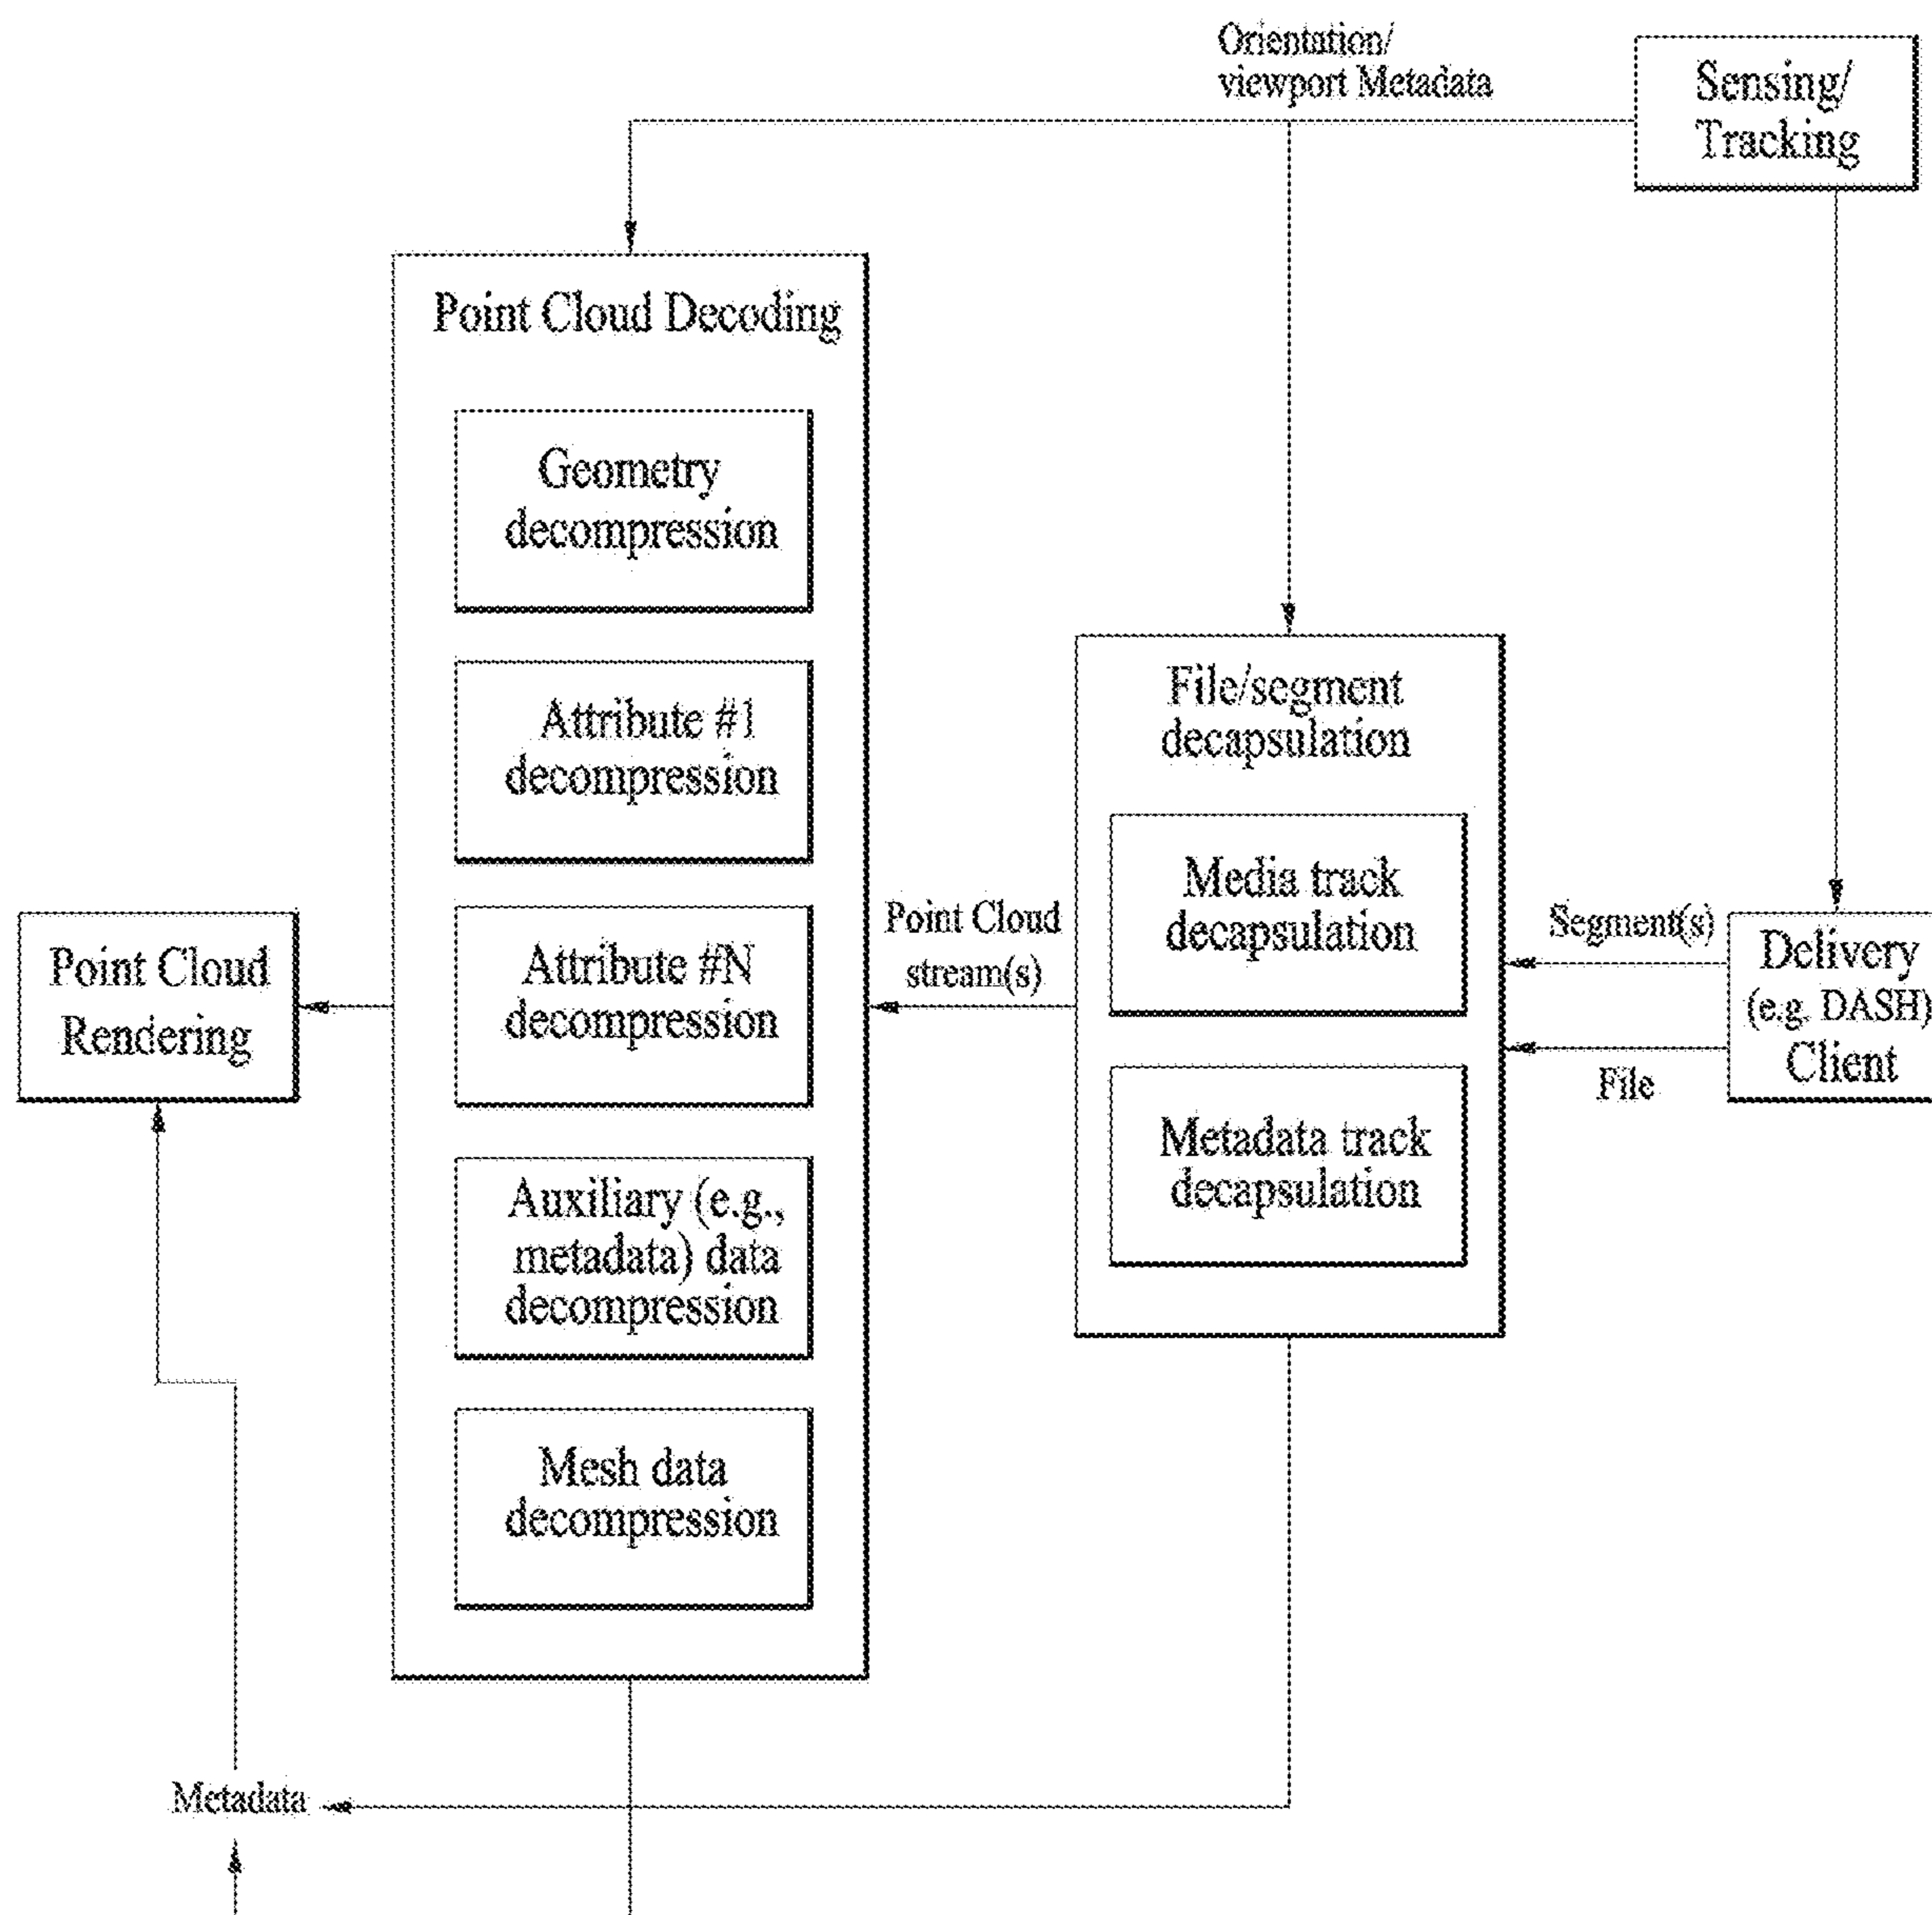 Orientation/
viewport Metadata
Sensing/
Tracking
Point Cloud Decoding
Geometry
decompression
Attribute #1
decompression
Attribute #N
decompression
Auxiliary (e.g.,
metadata) data
decompression
Mesh data
decompression
File/segment
decapsulation
Media track
decapsulation
Metadata track
decapsulation
Point Cloud
stream(s)
Segment(s)
File
Delivery
(e.g. DASH)
Client
Point Cloud
Rendering
Metadata